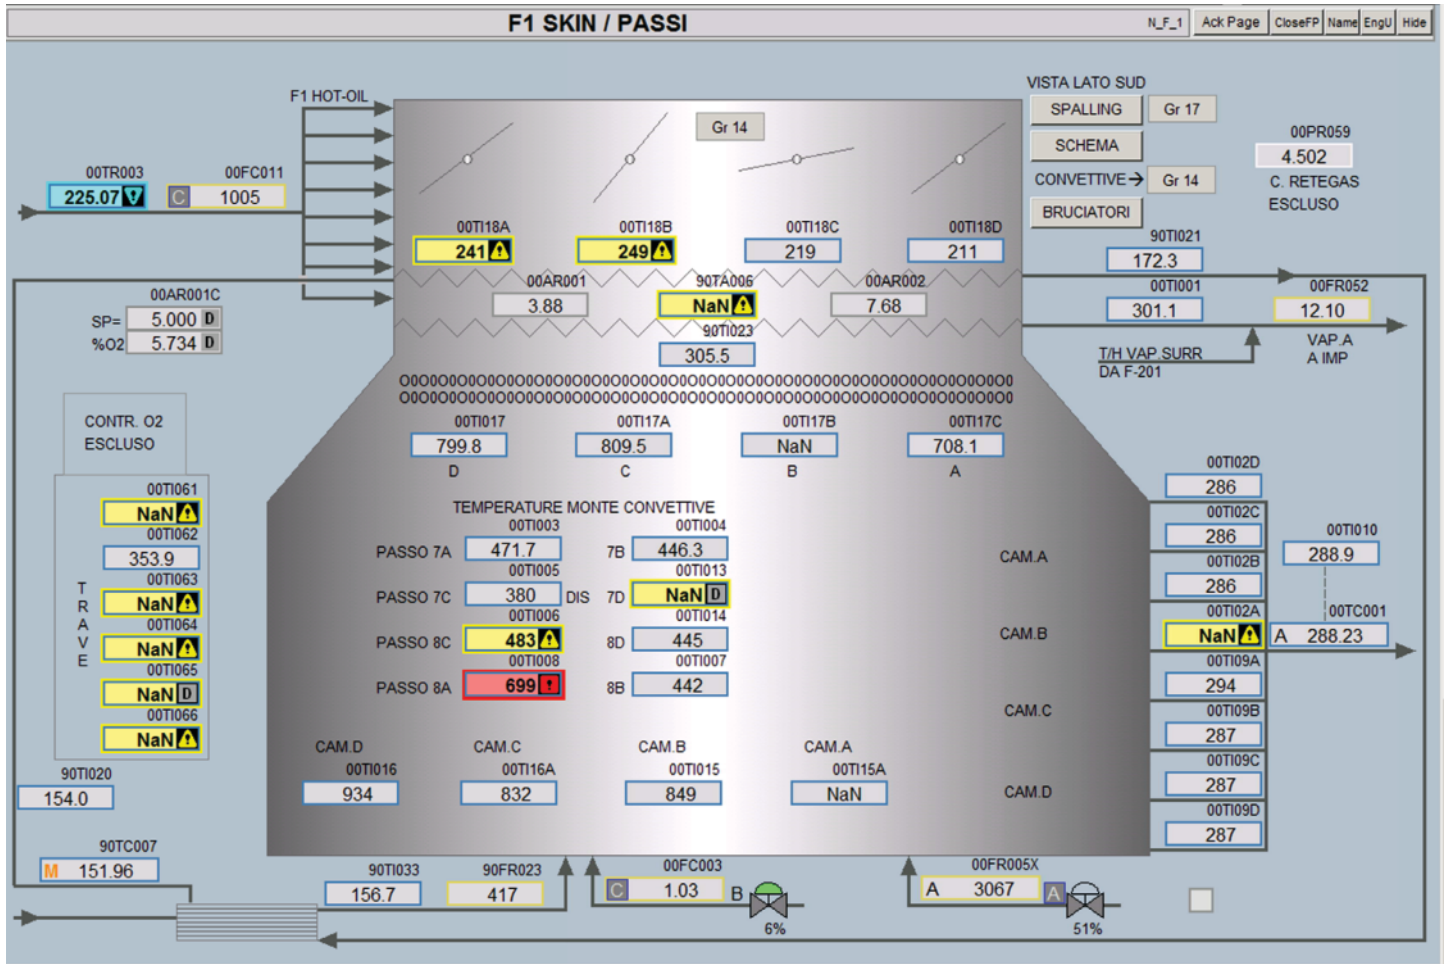 F1 SKIN / PASSI
N_F_1 Ack Page CloseFP Name EngU Hide
VISTA LATO SUD
F1 HOT-OIL
SPALLING Gr 17
Gr 14
00PR059
SCHEMA
4.502
00TR003 00FC011
CONVETTIVE→ Gr 14
C. RETEGAS
ESCLUSO
225.07 C 1005
BRUCIATORI
00TI18A 00TI18B 00TI18C 00TI18D
241 249 219 211
90TI021
172.3
00AR001 90TA006 00AR002
3.88 NaN 7.68
00TI001 00FR052
301.1 12.10
00AR001C
SP= 5.000 D
%O2 5.734 D
90TI023
305.5
VAP.A
A IMP
T/H VAP.SURR
DA F-201
O0O0O0O0O0O0O0O0O0O0O0O0O0O0O0O0O0O0O0O0O0O0O0O0O0O0O0O0O0O0
O0O0O0O0O0O0O0O0O0O0O0O0O0O0O0O0O0O0O0O0O0O0O0O0O0O0O0O0O0O0
CONTR. O2
ESCLUSO
00TI017 00TI17A 00TI17B 00TI17C
799.8 809.5 NaN 708.1
D C B A
TEMPERATURE MONTE CONVETTIVE
00TI003 00TI004
PASSO 7A 471.7 7B 446.3
00TI005 00TI013
PASSO 7C 380 DIS 7D NaN D
00TI006 00TI014
PASSO 8C 483 8D 445
00TI008 00TI007
PASSO 8A 699 8B 442
TRAVE
00TI061
NaN
00TI062
353.9
00TI063
NaN
00TI064
NaN
00TI065
NaN D
00TI066
NaN
CAM.A
CAM.B
CAM.C
CAM.D
00TI02D
286
00TI02C
286
00TI02B
286
00TI02A
NaN
00TI09A
294
00TI09B
287
00TI09C
287
00TI09D
287
00TI010
288.9
00TC001
A 288.23
CAM.D CAM.C CAM.B CAM.A
00TI016 00TI16A 00TI015 00TI15A
934 832 849 NaN
90TI020
154.0
90TC007
M 151.96
90TI033 90FR023 00FC003 00FR005X
156.7 417 C 1.03 B A 3067 A
6% 51%